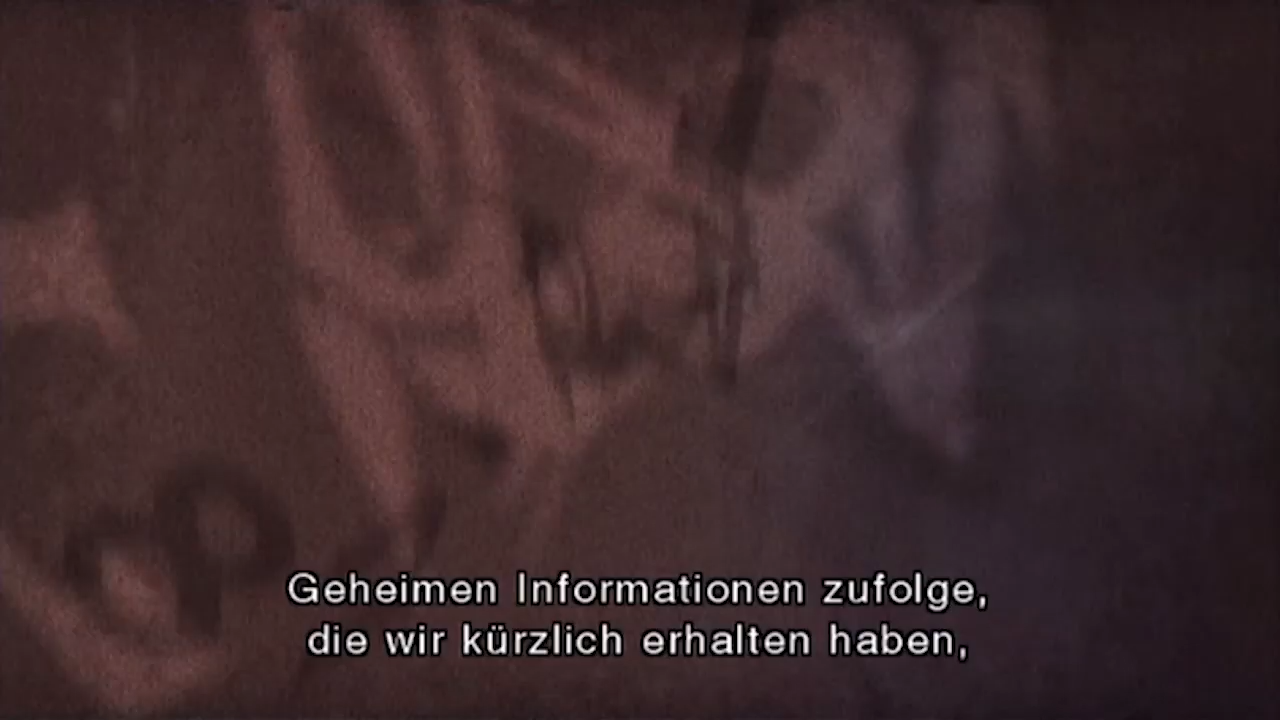 Geheimen Informationen zufolge,
die wir kürzlich erhalten haben,